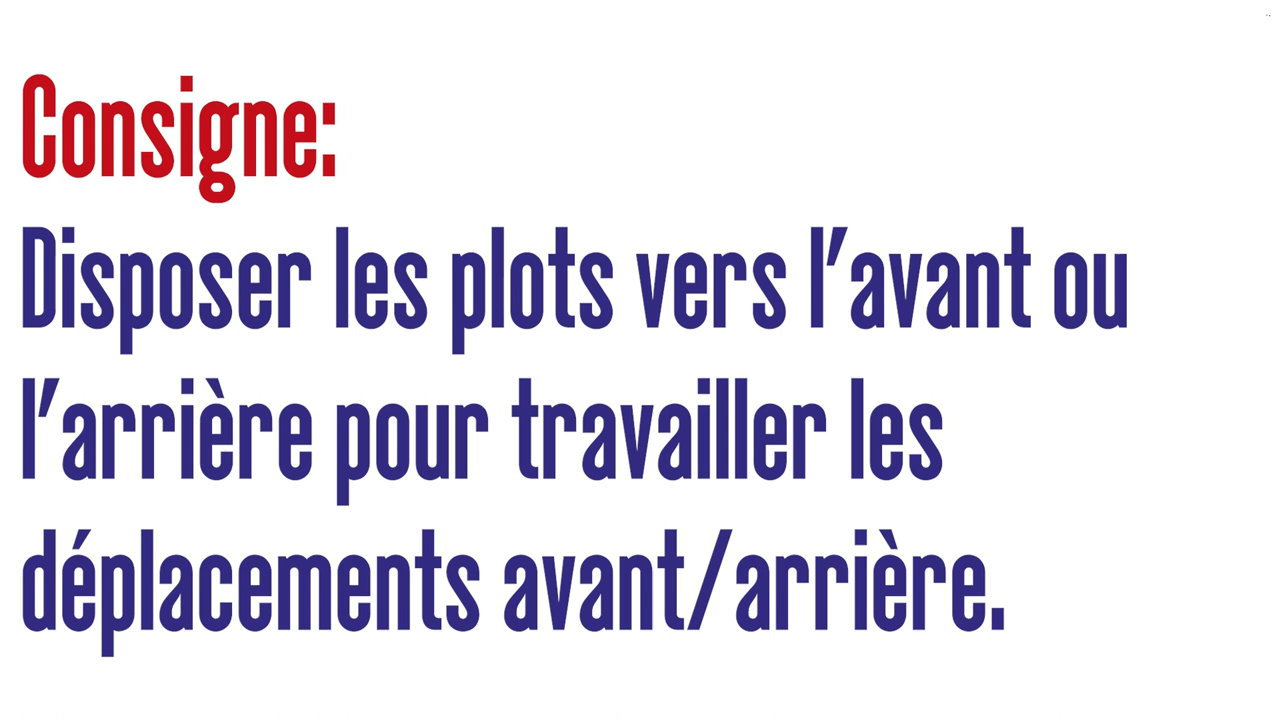 Consigne:
Disposer les plots vers l'avant ou
l'arrière pour travailler les
déplacements avant/arrière.